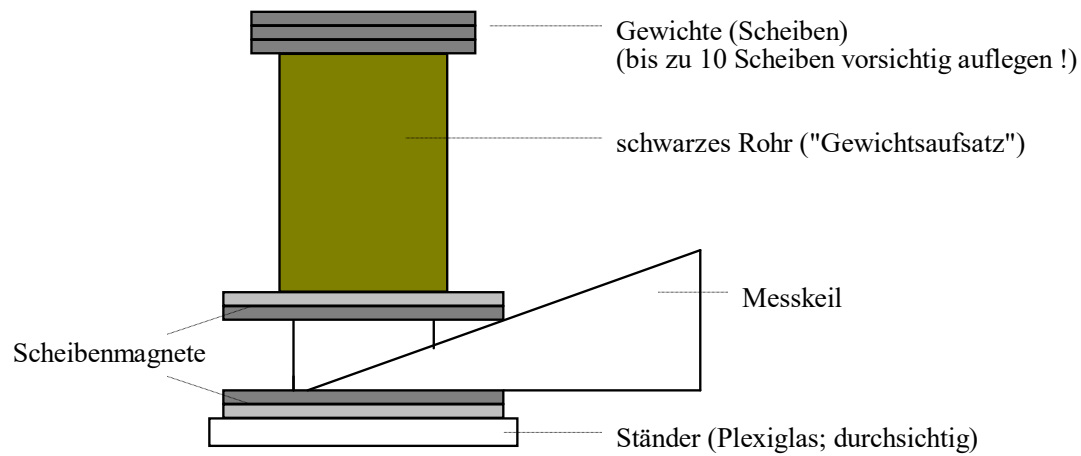 Gewichte (Scheiben)
(bis zu 10 Scheiben vorsichtig auflegen !)
schwarzes Rohr ("Gewichtsaufsatz")
Messkeil
Scheibenmagnete
Ständer (Plexiglas; durchsichtig)